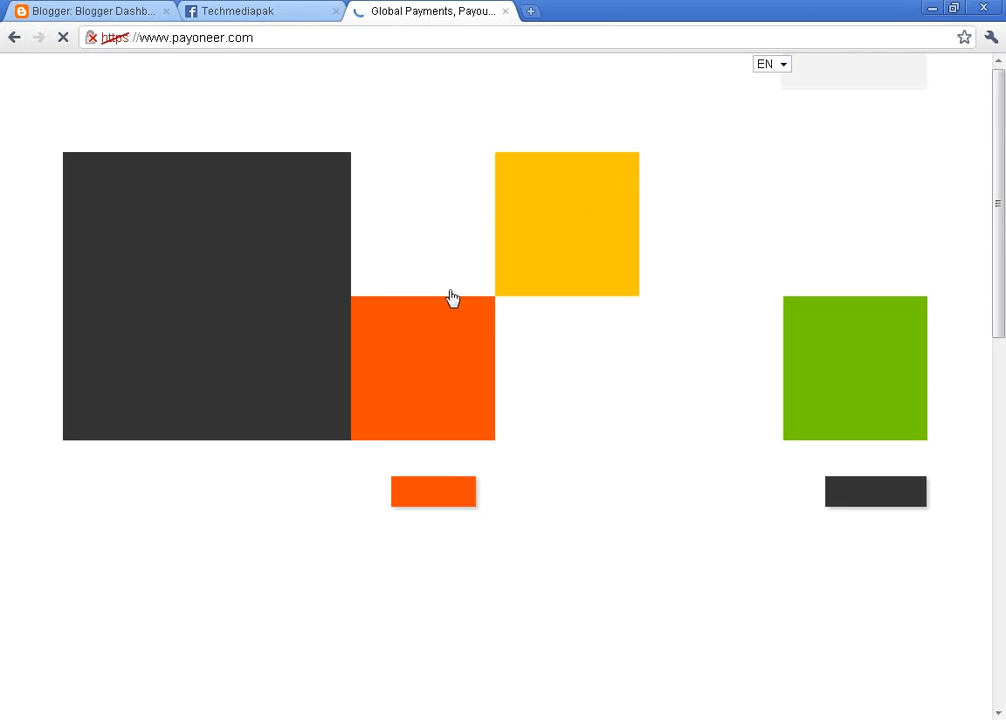 Blogger: Blogger Dashb...
Techmediapak
Global Payments, Payou...
https://www.payoneer.com
EN